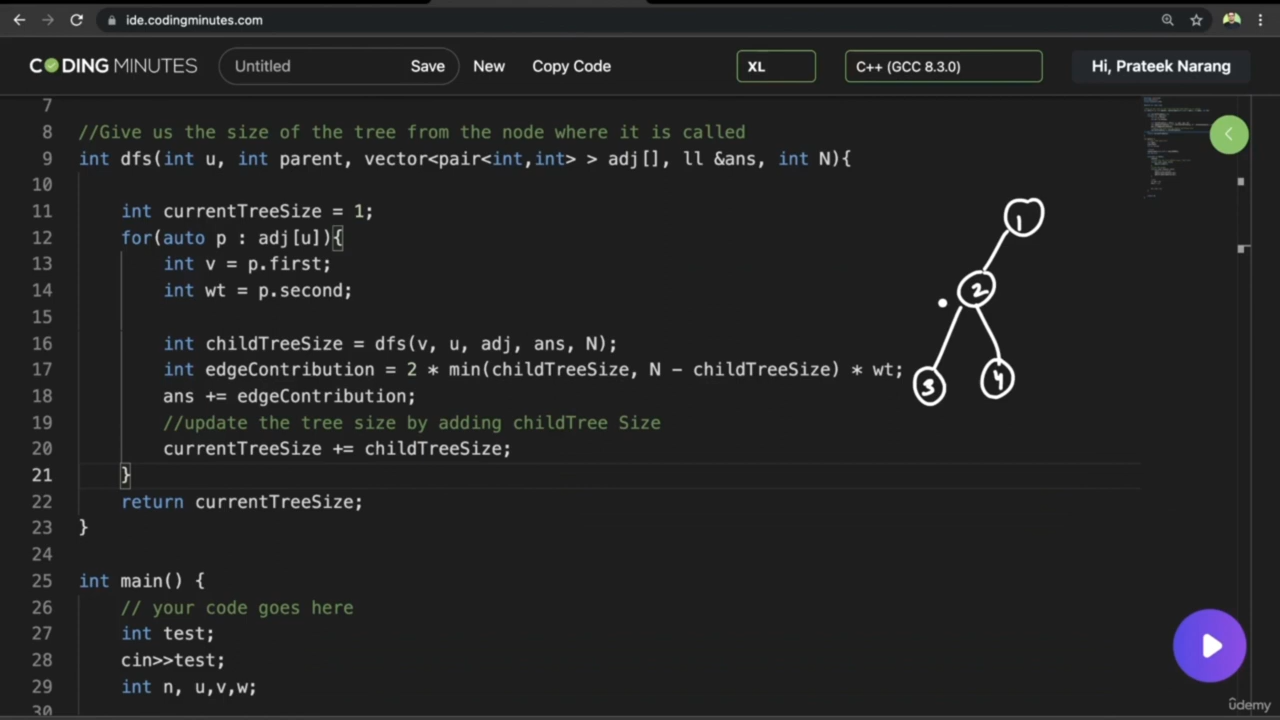 ide.codingminutes.com
CODING MINUTES Untitled Save New Copy Code XL C++ (GCC 8.3.0) Hi, Prateek Narang
7
8 //Give us the size of the tree from the node where it is called
9 int dfs(int u, int parent, vector<pair<int,int> > adj[], ll &ans, int N){
10
11 int currentTreeSize = 1;
12 for(auto p : adj[u]){
13 int v = p.first;
14 int wt = p.second;
15
16 int childTreeSize = dfs(v, u, adj, ans, N);
17 int edgeContribution = 2 * min(childTreeSize, N - childTreeSize) * wt;
18 ans += edgeContribution;
19 //update the tree size by adding childTree Size
20 currentTreeSize += childTreeSize;
21 }
22 return currentTreeSize;
23 }
24
25 int main() {
26 // your code goes here
27 int test;
28 cin>>test;
29 int n, u,v,w;
30
1
2
3 4
ûdemy